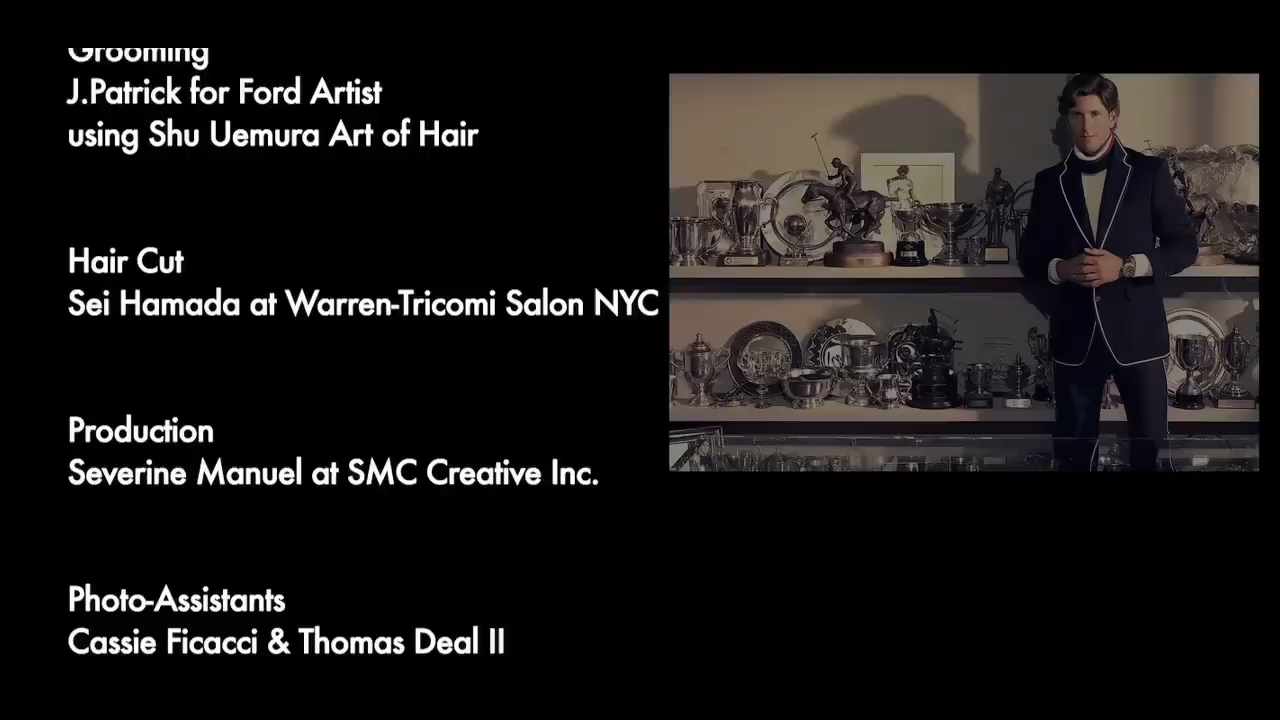 Grooming
J.Patrick for Ford Artist
using Shu Uemura Art of Hair
Hair Cut
Sei Hamada at Warren-Tricomi Salon NYC
Production
Severine Manuel at SMC Creative Inc.
Photo-Assistants
Cassie Ficacci & Thomas Deal II